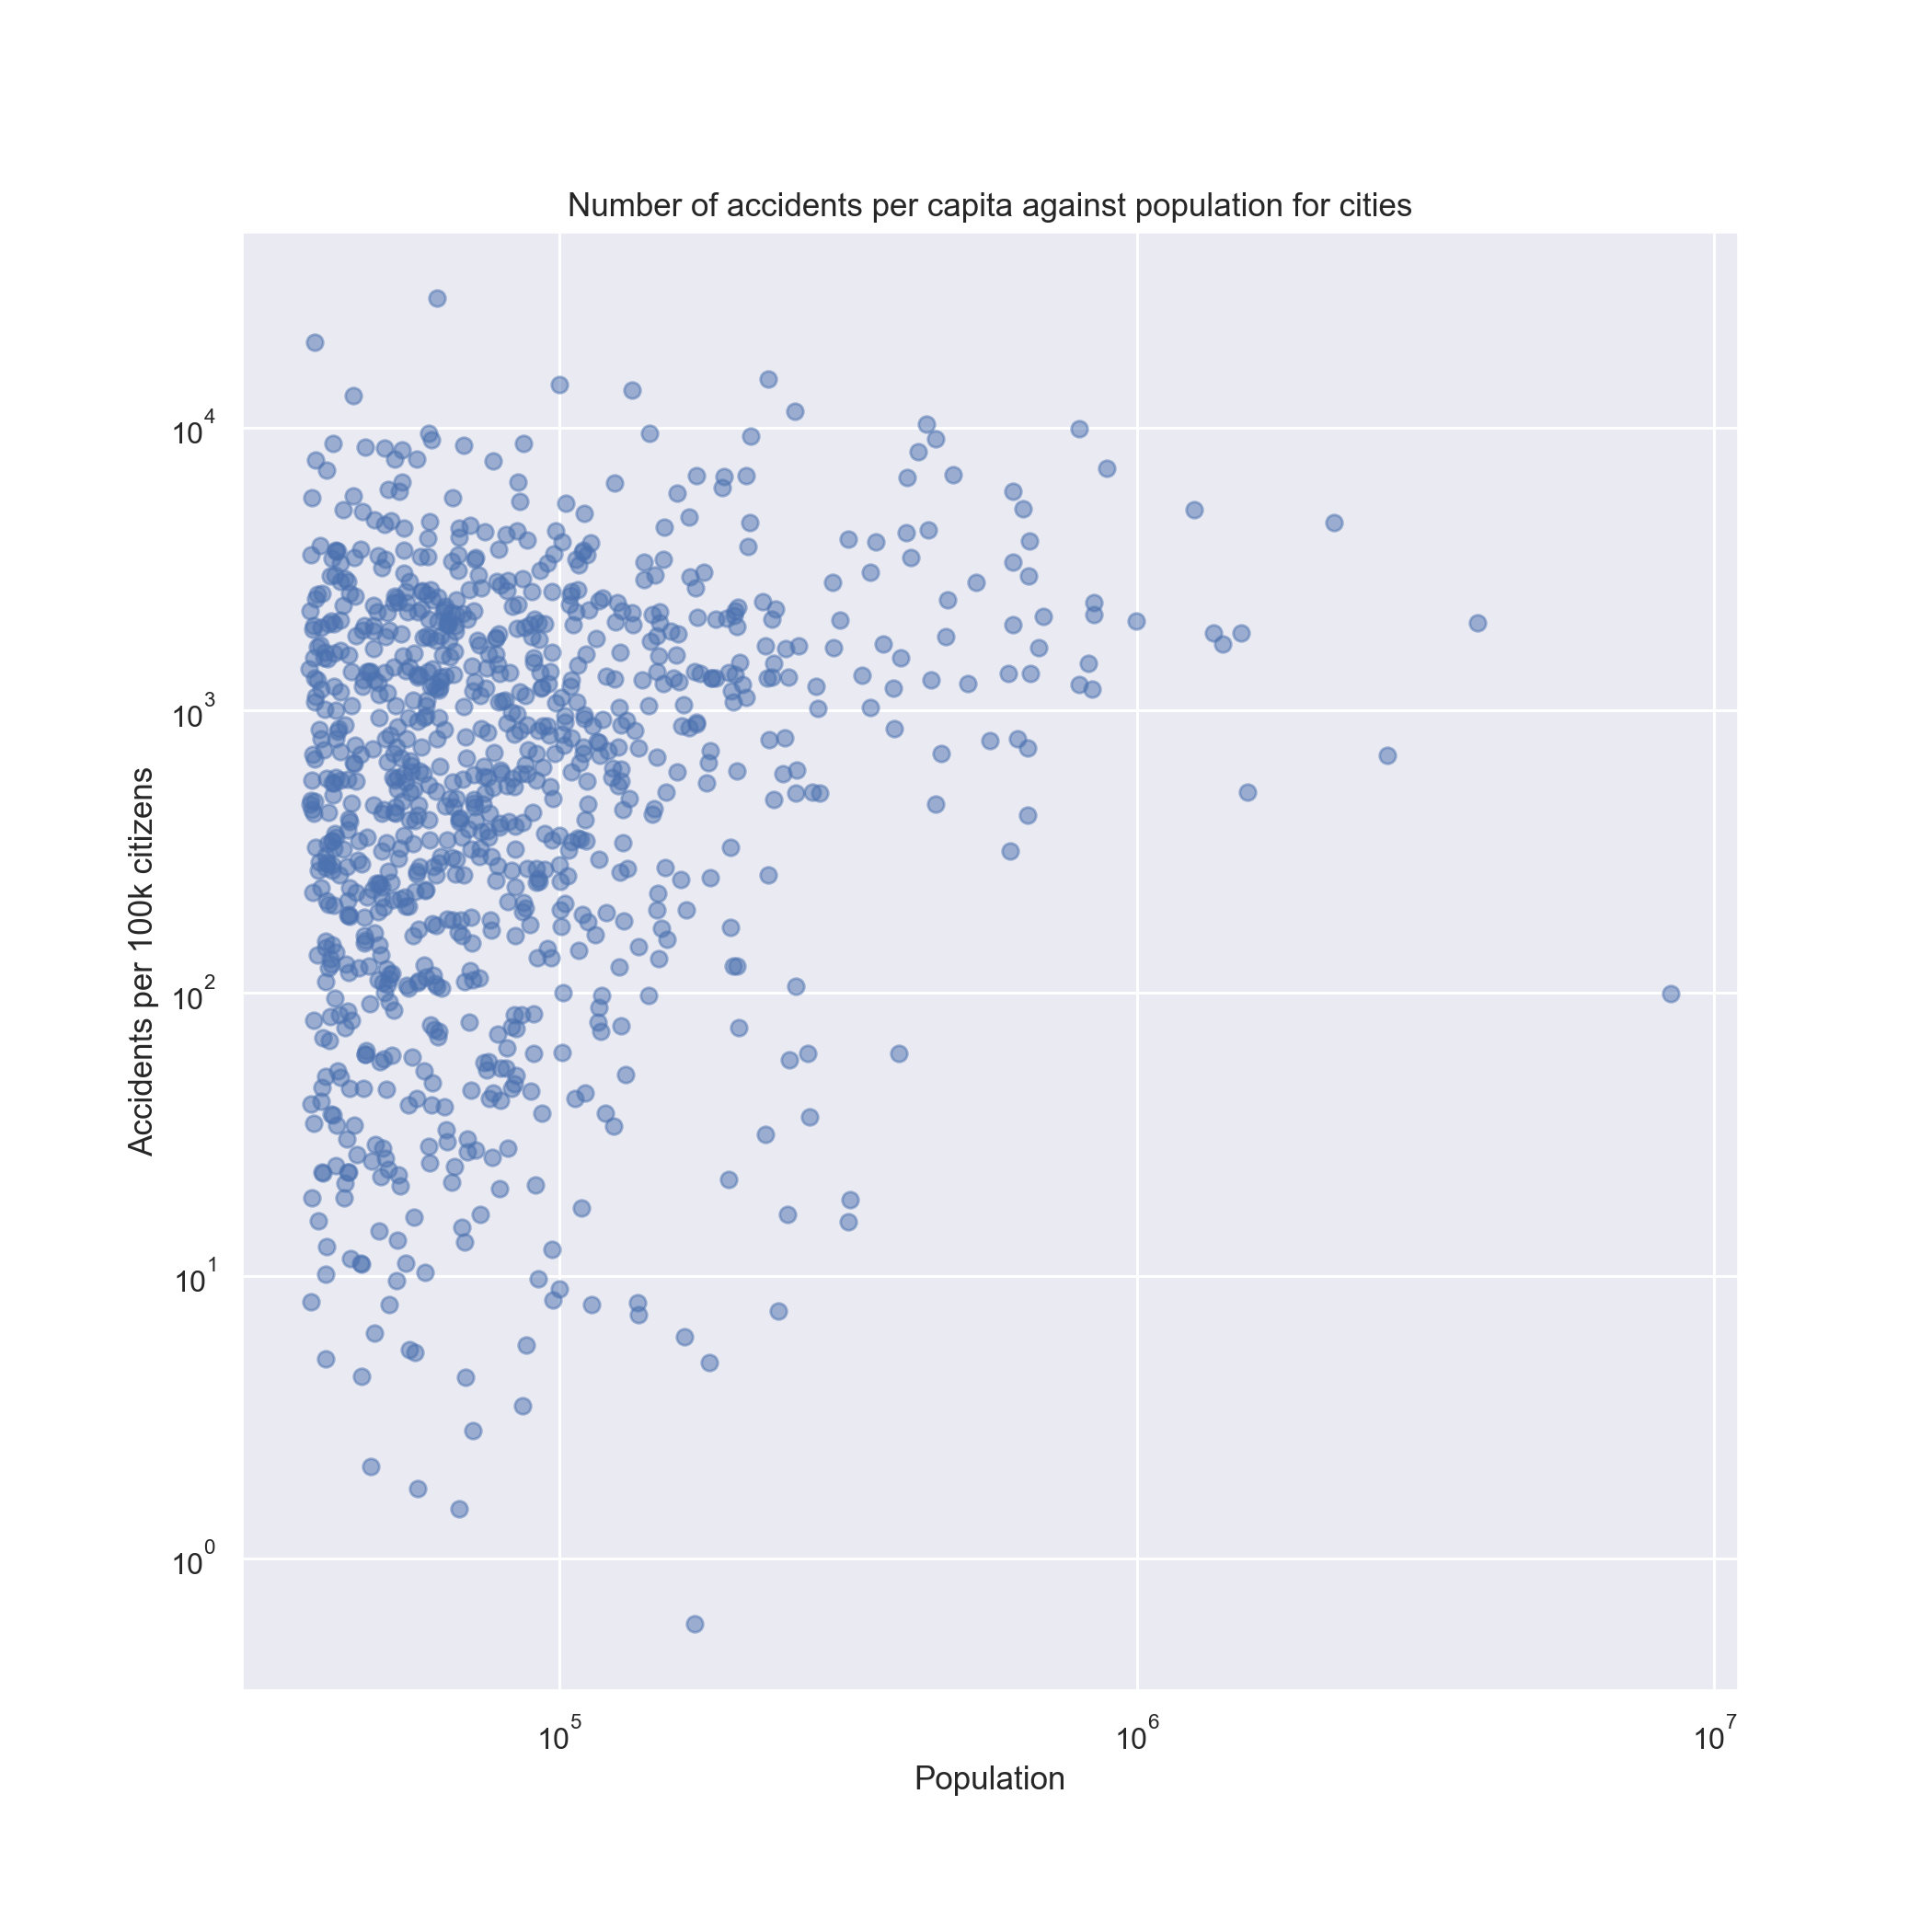 Number of accidents per capita against population for cities
Accidents per 100k citizens
10^4
10^3
10^2
10^1
10^0
10^5 10^6 10^7
Population